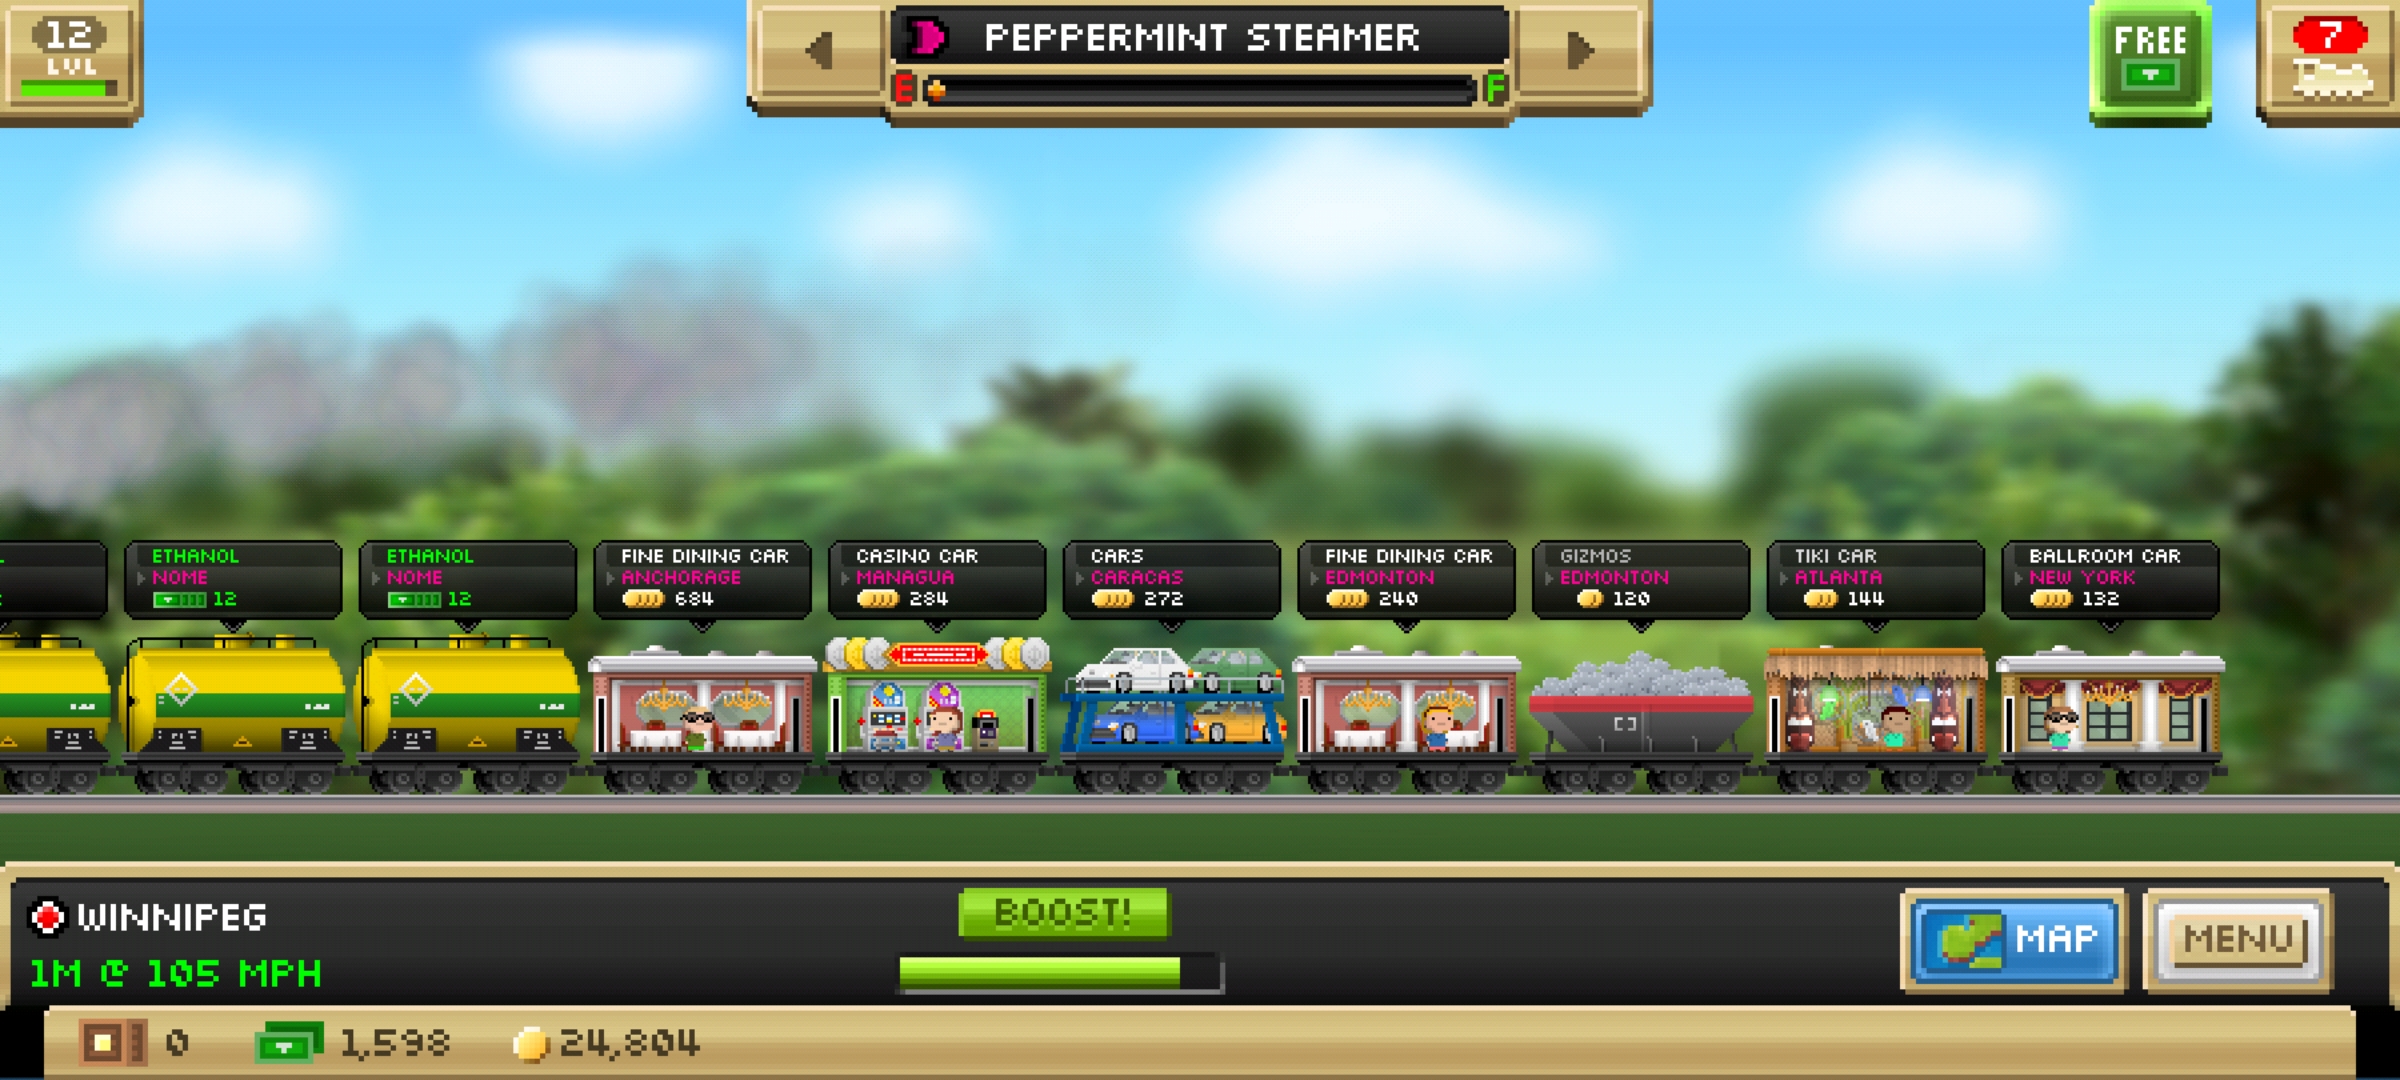 12
LVL
PEPPERMINT STEAMER
E
F
FREE
7
ETHANOL
NOME
12
ETHANOL
NOME
12
FINE DINING CAR
ANCHORAGE
684
CASINO CAR
MANAGUA
284
CARS
CARACAS
272
FINE DINING CAR
EDMONTON
240
GIZMOS
EDMONTON
120
TIKI CAR
ATLANTA
144
BALLROOM CAR
NEW YORK
132
WINNIPEG
1M @ 105 MPH
BOOST!
MAP
MENU
0
1,598
24,804